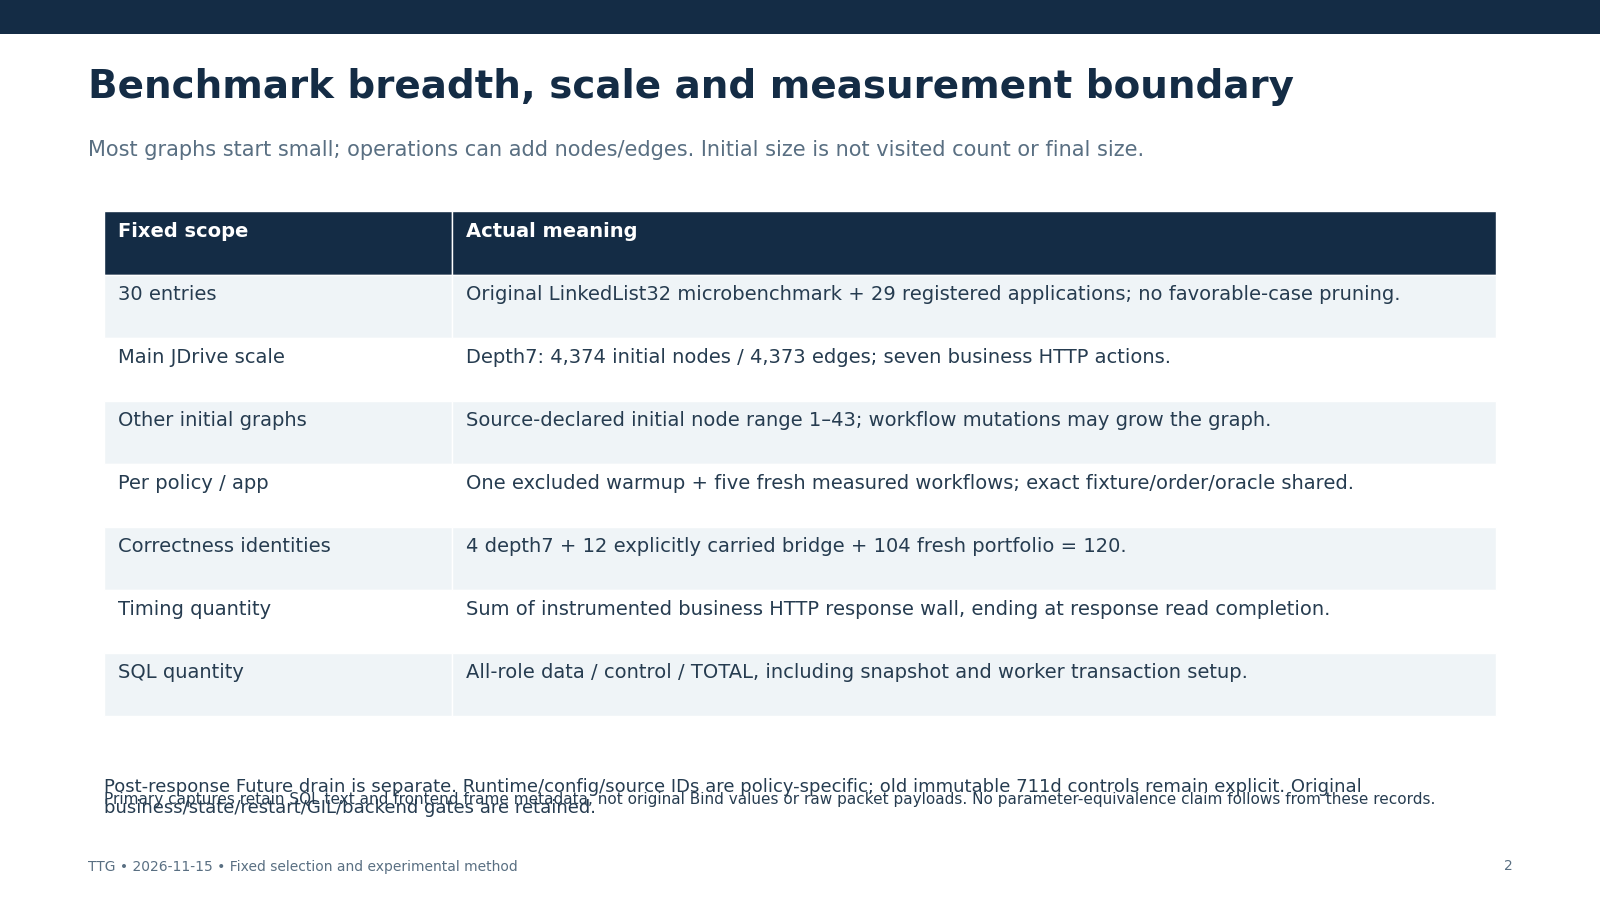 Benchmark breadth, scale and measurement boundary
Most graphs start small; operations can add nodes/edges. Initial size is not visited count or final size.
Fixed scope Actual meaning
30 entries Original LinkedList32 microbenchmark + 29 registered applications; no favorable-case pruning.
Main JDrive scale Depth7: 4,374 initial nodes / 4,373 edges; seven business HTTP actions.
Other initial graphs Source-declared initial node range 1–43; workflow mutations may grow the graph.
Per policy / app One excluded warmup + five fresh measured workflows; exact fixture/order/oracle shared.
Correctness identities 4 depth7 + 12 explicitly carried bridge + 104 fresh portfolio = 120.
Timing quantity Sum of instrumented business HTTP response wall, ending at response read completion.
SQL quantity All-role data / control / TOTAL, including snapshot and worker transaction setup.
Post-response Future drain is separate. Runtime/config/source IDs are policy-specific; old immutable 711d controls remain explicit. Original
Primary captures retain SQL text and frontend frame metadata, not original Bind values or raw packet payloads. No parameter-equivalence claim follows from these records.
business/state/restart/GIL/backend gates are retained.
TTG • 2026-11-15 • Fixed selection and experimental method 2